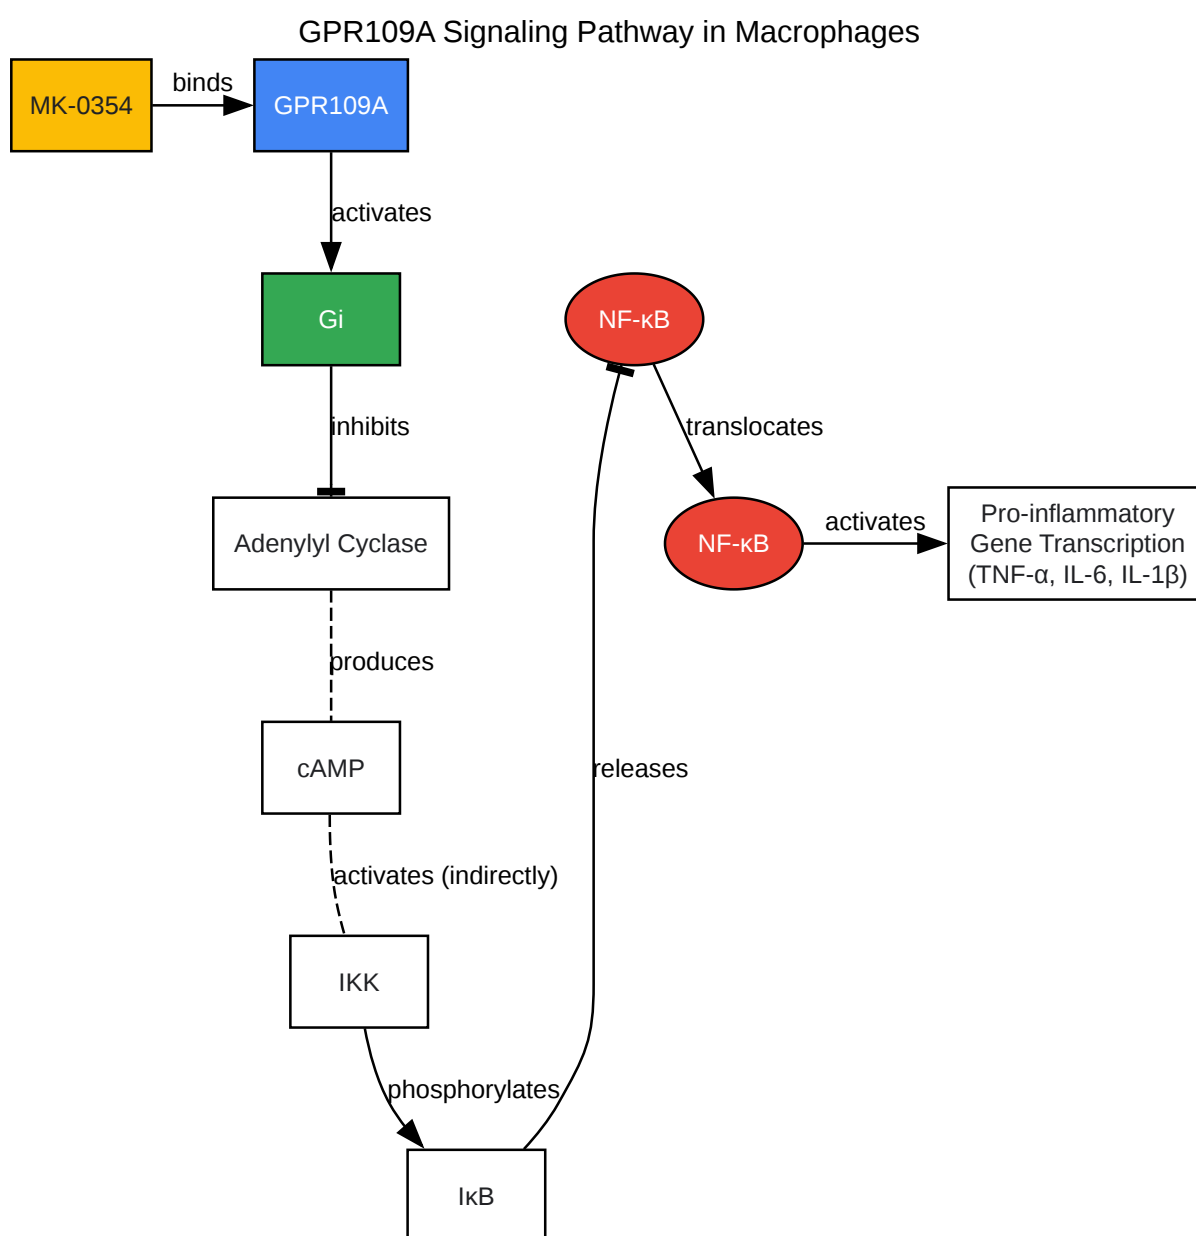 GPR109A Signaling Pathway in Macrophages
MK-0354
binds
GPR109A
activates
Gi
NF-κB
inhibits
translocates
Adenylyl Cyclase
NF-κB
activates
Pro-inflammatory
Gene Transcription
(TNF-α, IL-6, IL-1β)
produces
cAMP
releases
activates (indirectly)
IKK
phosphorylates
IκB